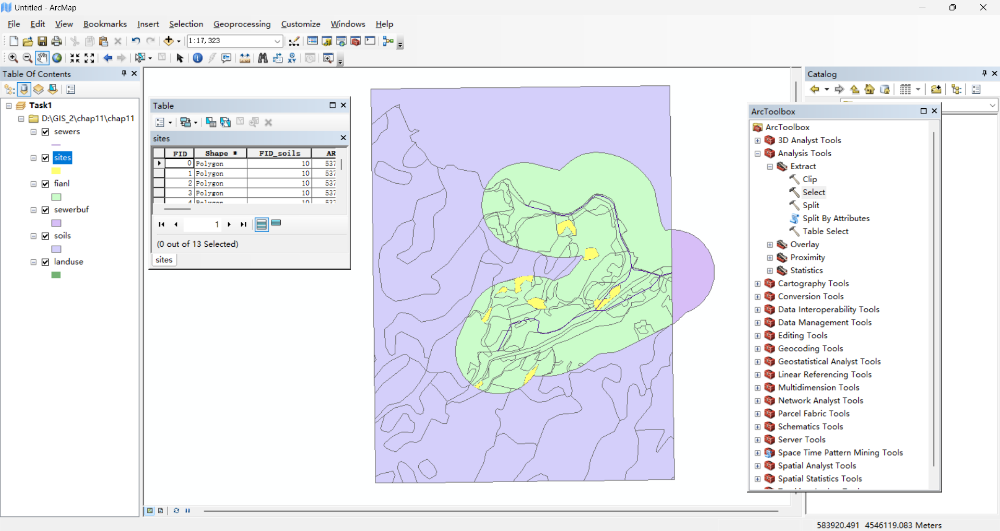 Untitled - ArcMap
File Edit View Bookmarks Insert Selection Geoprocessing Customize Windows Help
1:17,323
Table Of Contents
Task1
D:\GIS_2\chap11\chap11
sewers
sites
fianl
sewerbuf
soils
landuse
Table
sites
FID Shape * FID_soils AR
0 Polygon 10 537
1 Polygon 10 537
2 Polygon 10 537
3 Polygon 10 537
4 Polygon 10 537
1
(0 out of 13 Selected)
sites
Catalog
ArcToolbox
ArcToolbox
3D Analyst Tools
Analysis Tools
Extract
Clip
Select
Split
Split By Attributes
Table Select
Overlay
Proximity
Statistics
Cartography Tools
Conversion Tools
Data Interoperability Tools
Data Management Tools
Editing Tools
Geocoding Tools
Geostatistical Analyst Tools
Linear Referencing Tools
Multidimension Tools
Network Analyst Tools
Parcel Fabric Tools
Schematics Tools
Server Tools
Space Time Pattern Mining Tools
Spatial Analyst Tools
Spatial Statistics Tools
583920.491 4546119.083 Meters